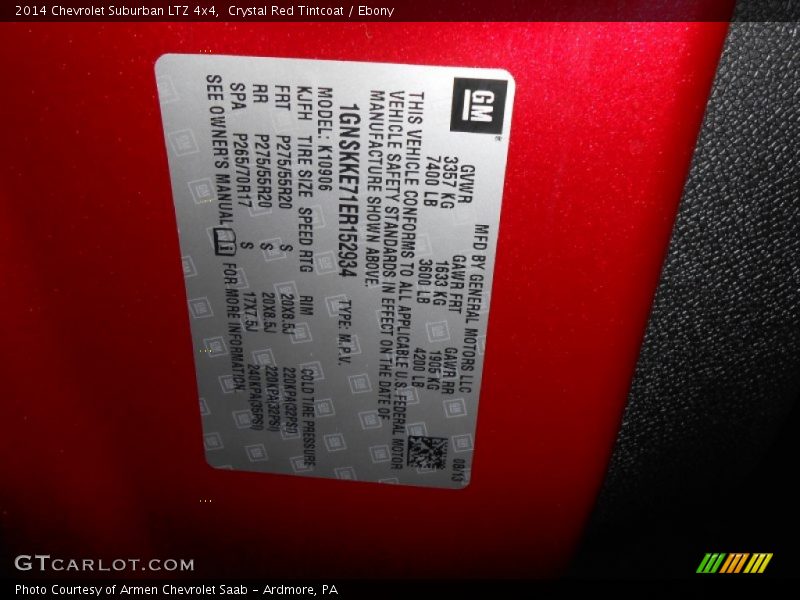 2014 Chevrolet Suburban LTZ 4x4,  Crystal Red Tintcoat / Ebony
GM
MFD BY GENERAL MOTORS LLC 08/13
GVWR GAWR FRT GAWR RR
3357 KG 1633 KG 1905 KG
7400 LB 3600 LB 4200 LB
THIS VEHICLE CONFORMS TO ALL APPLICABLE U.S. FEDERAL MOTOR
VEHICLE SAFETY STANDARDS IN EFFECT ON THE DATE OF
MANUFACTURE SHOWN ABOVE.
1GNSKKE71ER152934 TYPE: M.P.V.
MODEL: K10906
KJFH TIRE SIZE SPEED RTG RIM COLD TIRE PRESSURE
FRT P275/55R20 S 20X8.5J 220KPA(32PSI)
RR P275/55R20 S 20X8.5J 220KPA(32PSI)
SPA P265/70R17 S 17X7.5J 240KPA(35PSI)
SEE OWNER'S MANUAL FOR MORE INFORMATION.
GTCARLOT.COM
Photo Courtesy of Armen Chevrolet Saab - Ardmore, PA